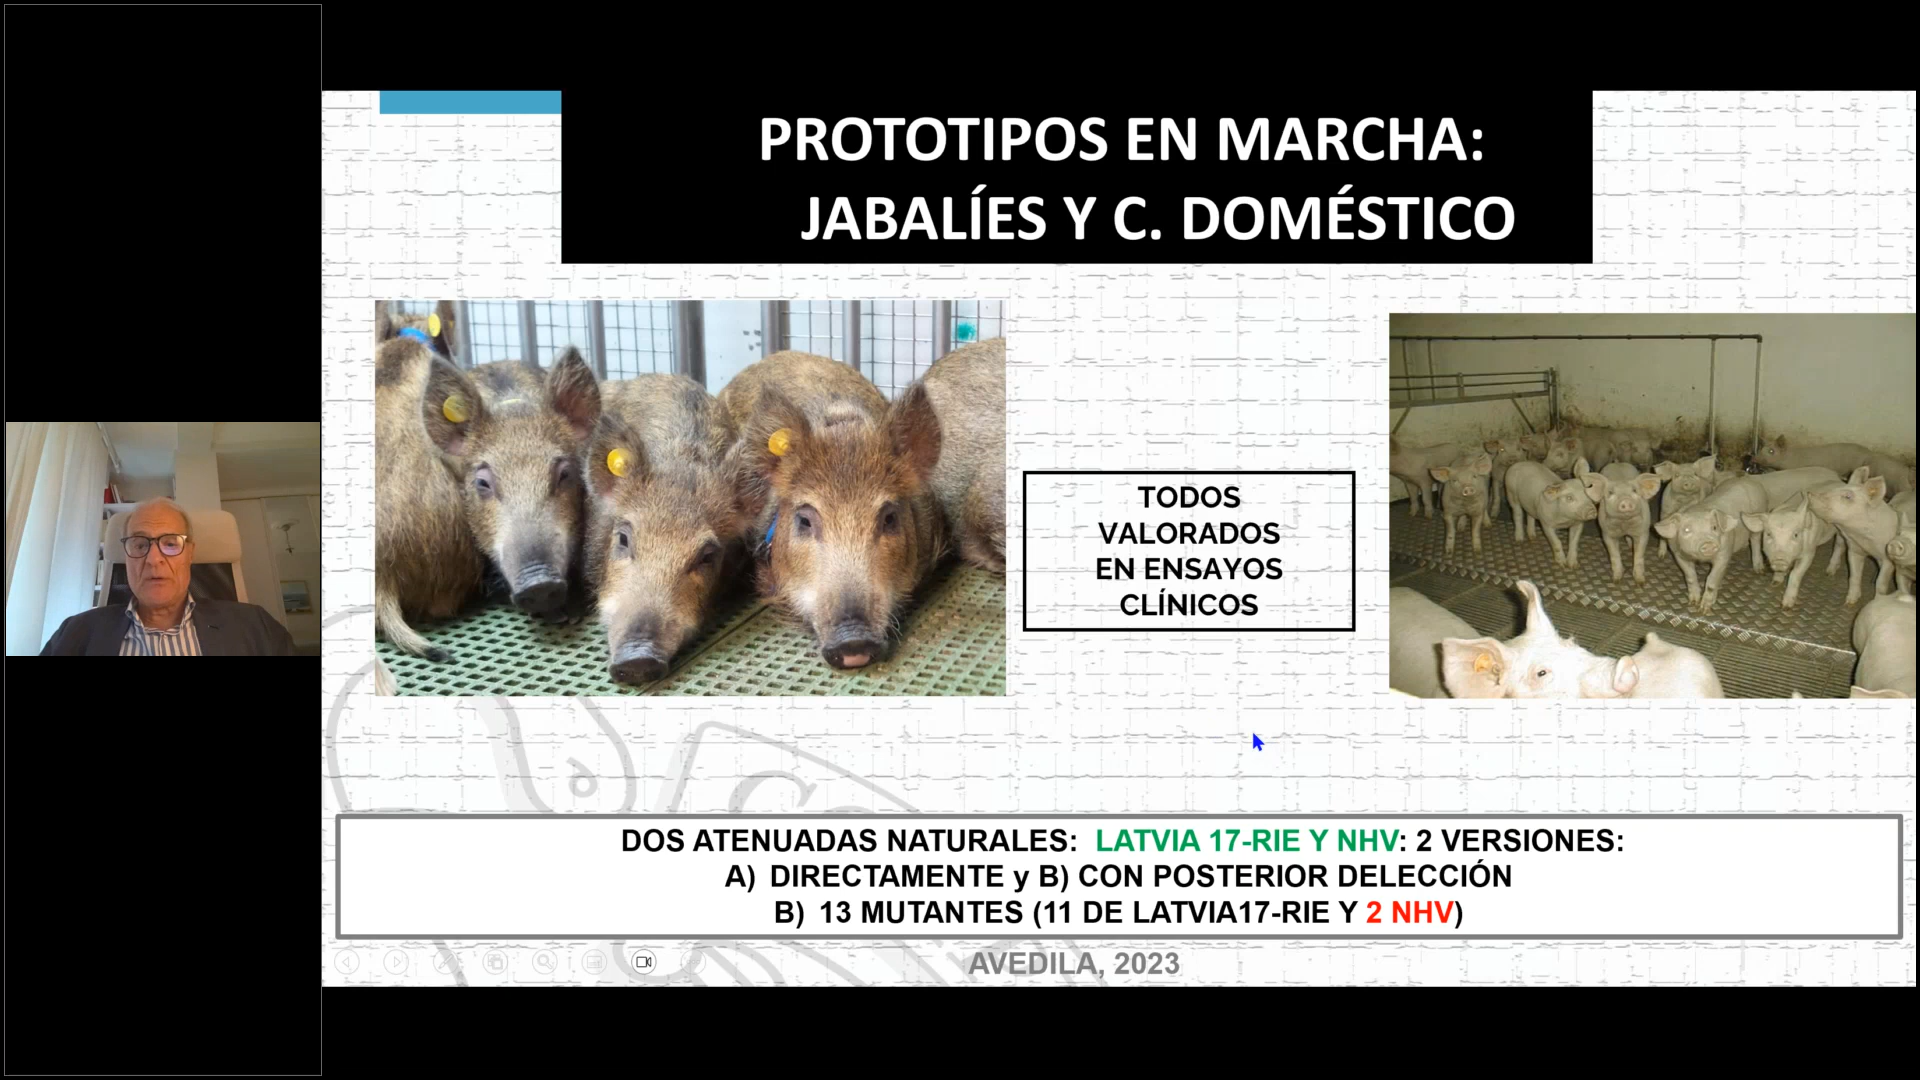 PROTOTIPOS EN MARCHA:
JABALÍES Y C. DOMÉSTICO
TODOS
VALORADOS
EN ENSAYOS
CLÍNICOS
DOS ATENUADAS NATURALES: LATVIA 17-RIE Y NHV: 2 VERSIONES:
A) DIRECTAMENTE y B) CON POSTERIOR DELECCIÓN
B) 13 MUTANTES (11 DE LATVIA17-RIE Y 2 NHV)
AVEDILA, 2023